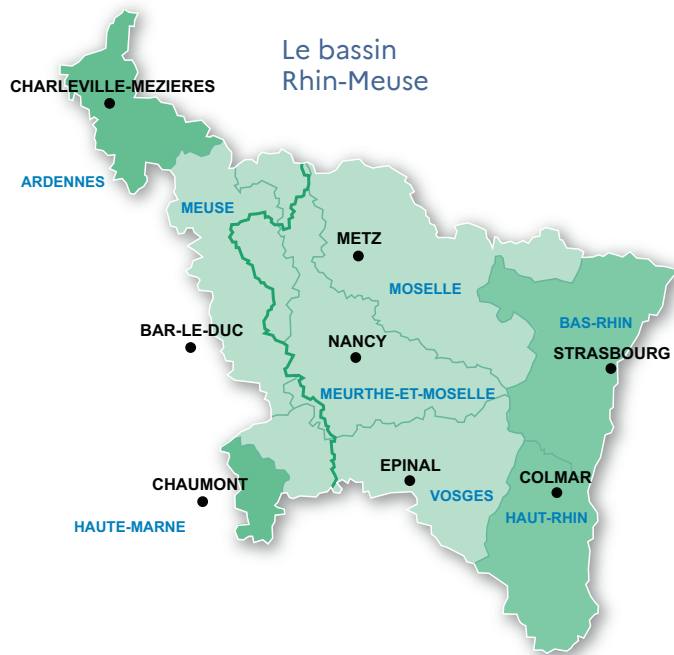 Le bassin
Rhin-Meuse
CHARLEVILLE-MEZIERES
ARDENNES
MEUSE
METZ
MOSELLE
BAS-RHIN
BAR-LE-DUC
NANCY
STRASBOURG
MEURTHE-ET-MOSELLE
EPINAL
CHAUMONT
VOSGES
COLMAR
HAUT-RHIN
HAUTE-MARNE